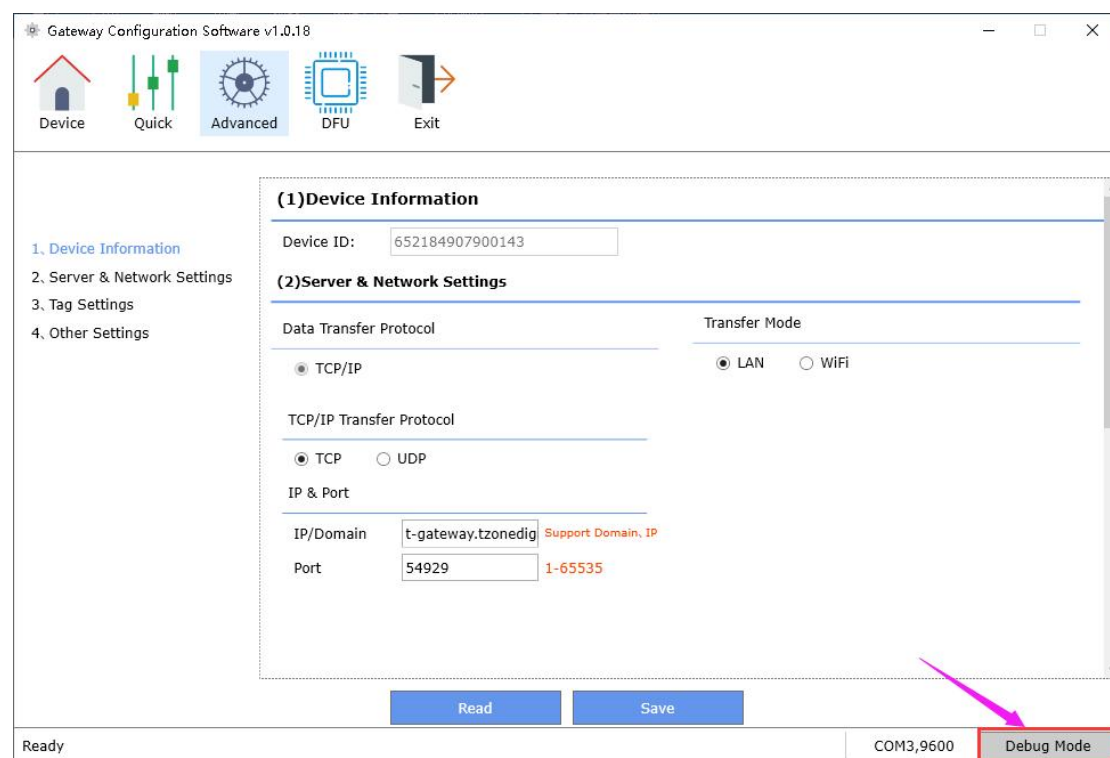 Gateway Configuration Software v1.0.18
Device Quick Advanced DFU Exit
1、Device Information
2、Server & Network Settings
3、Tag Settings
4、Other Settings
(1)Device Information
Device ID: 652184907900143
(2)Server & Network Settings
Data Transfer Protocol
TCP/IP
Transfer Mode
LAN WiFi
TCP/IP Transfer Protocol
TCP UDP
IP & Port
IP/Domain t-gateway.tzonedig Support Domain、IP
Port 54929 1-65535
Read Save
Ready COM3,9600 Debug Mode